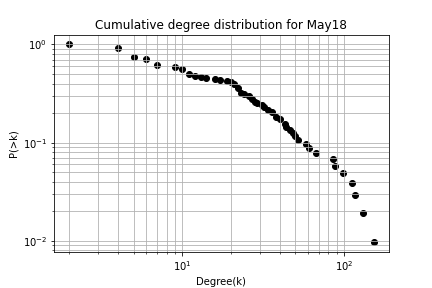 Cumulative degree distribution for May18
10⁰
10⁻¹
10⁻²
P(>k)
10¹
10²
Degree(k)